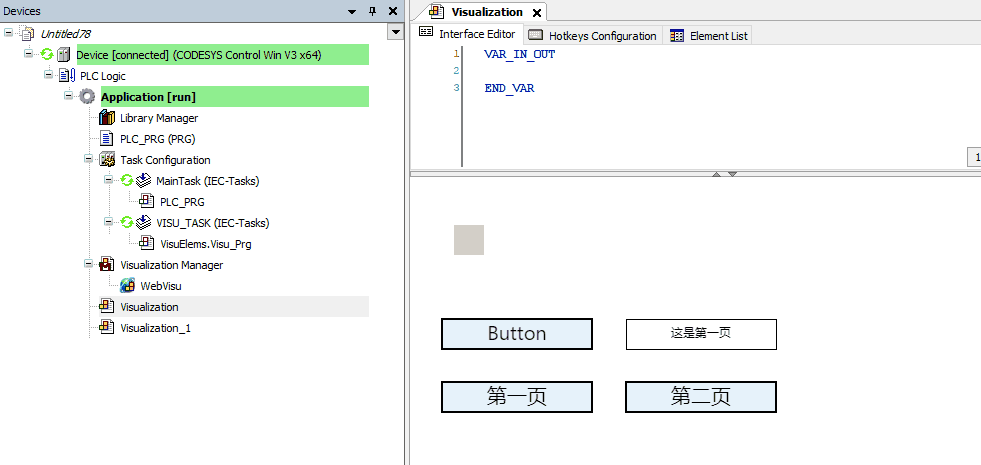 Devices
Untitled78
Device [connected] (CODESYS Control Win V3 x64)
PLC Logic
Application [run]
Library Manager
PLC_PRG (PRG)
Task Configuration
MainTask (IEC-Tasks)
PLC_PRG
VISU_TASK (IEC-Tasks)
VisuElems.Visu_Prg
Visualization Manager
WebVisu
Visualization
Visualization_1
Visualization
Interface Editor Hotkeys Configuration Element List
1 VAR_IN_OUT
2
3 END_VAR
1
Button 这是第一页
第一页 第二页